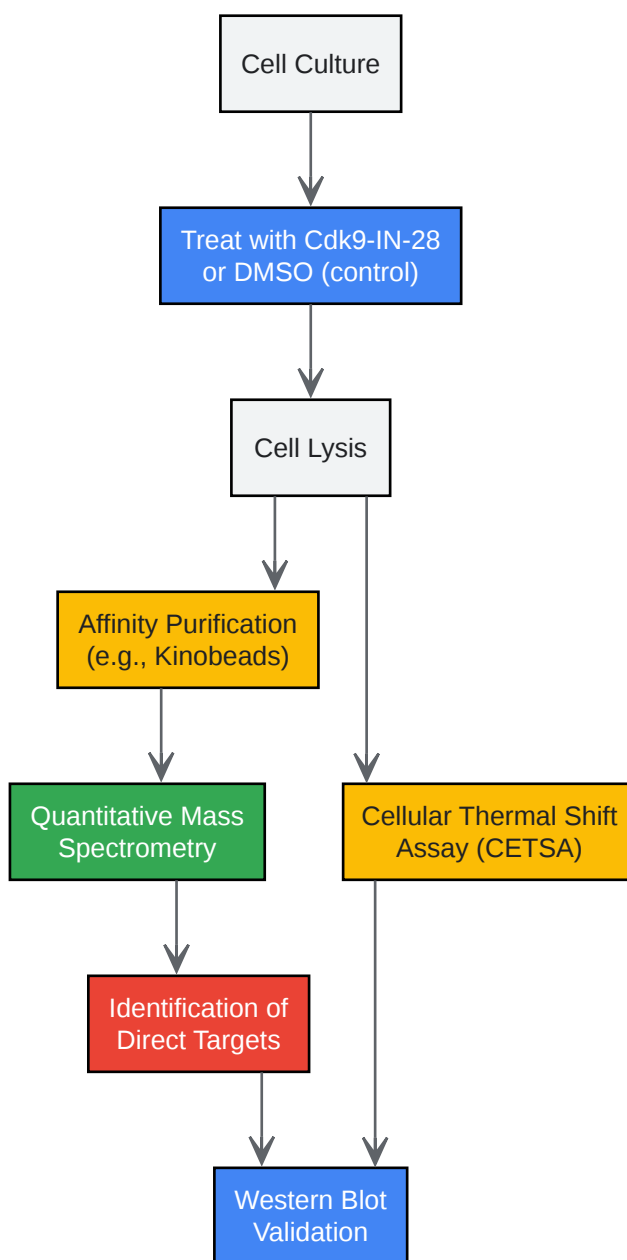 Cell Culture
Treat with Cdk9-IN-28
or DMSO (control)
Cell Lysis
Affinity Purification
(e.g., Kinobeads)
Quantitative Mass
Spectrometry
Cellular Thermal Shift
Assay (CETSA)
Identification of
Direct Targets
Western Blot
Validation